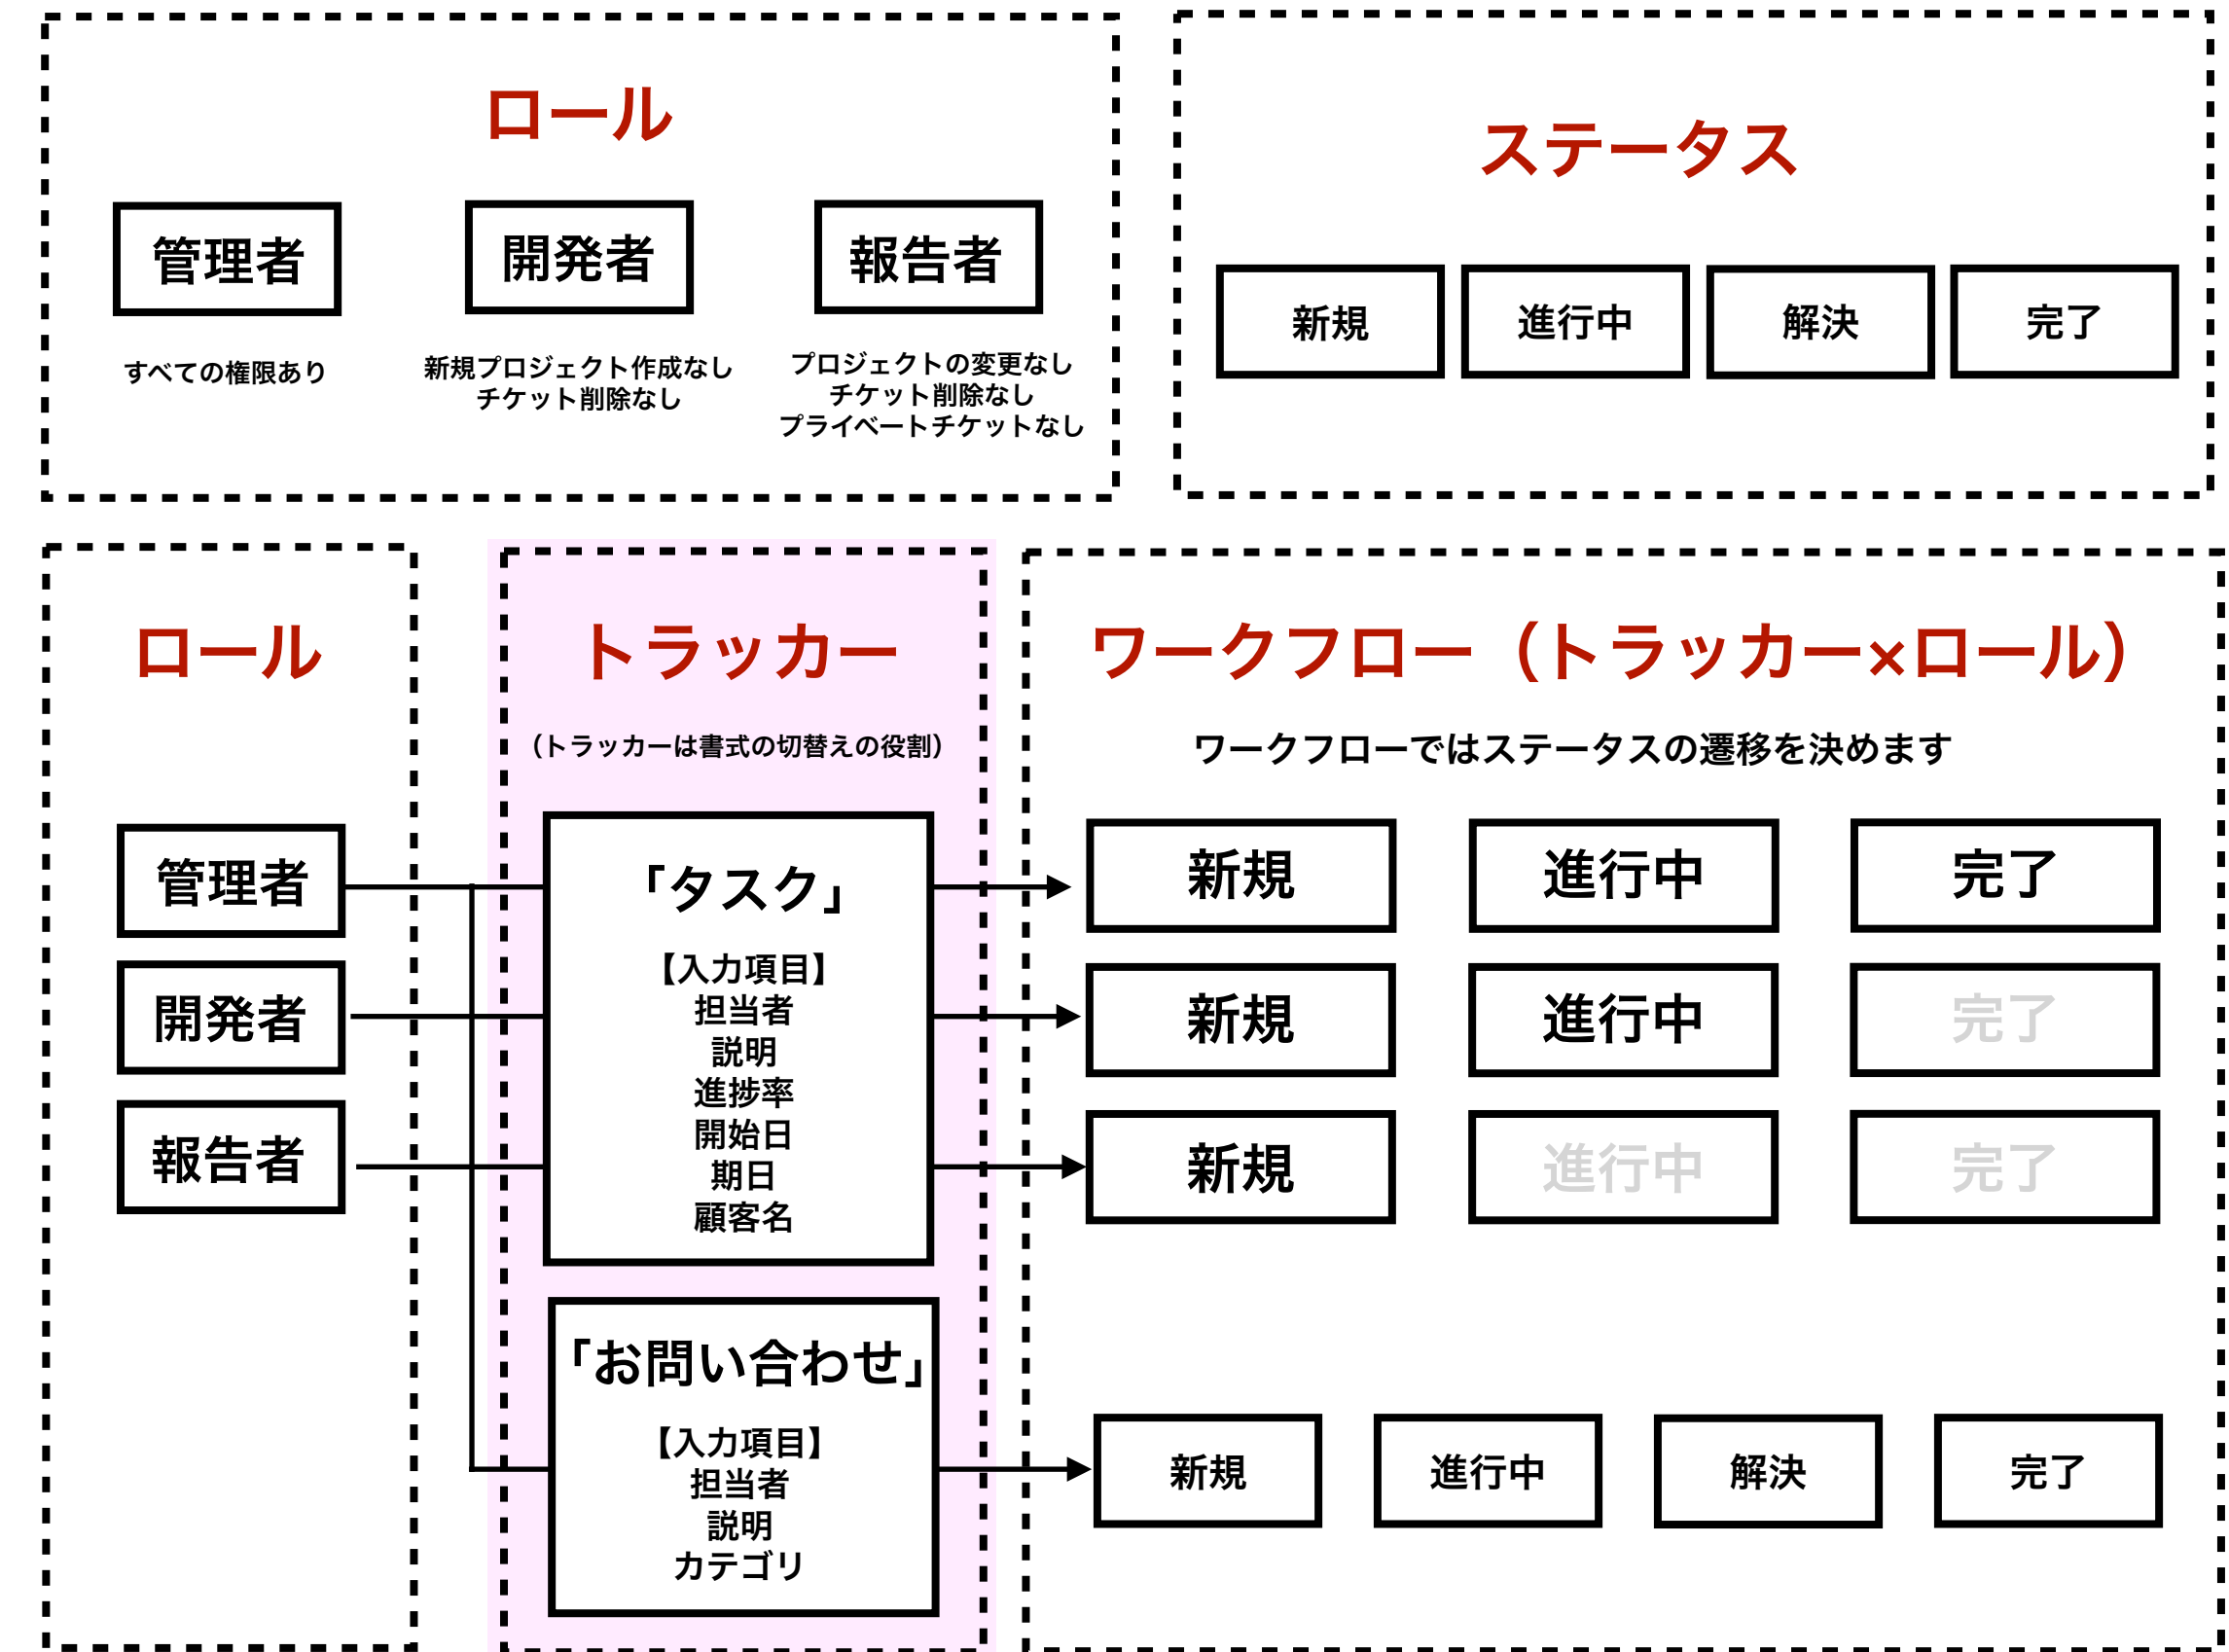 ロール
管理者
開発者
報告者
すべての権限あり
新規プロジェクト作成なし
チケット削除なし
プロジェクトの変更なし
チケット削除なし
プライベートチケットなし
ステータス
新規
進行中
解決
完了
ロール
管理者
開発者
報告者
トラッカー
（トラッカーは書式の切替えの役割）
「タスク」
【入力項目】
担当者
説明
進捗率
開始日
期日
顧客名
「お問い合わせ」
【入力項目】
担当者
説明
カテゴリ
ワークフロー（トラッカー×ロール）
ワークフローではステータスの遷移を決めます
新規
進行中
完了
新規
進行中
完了
新規
進行中
完了
新規
進行中
解決
完了